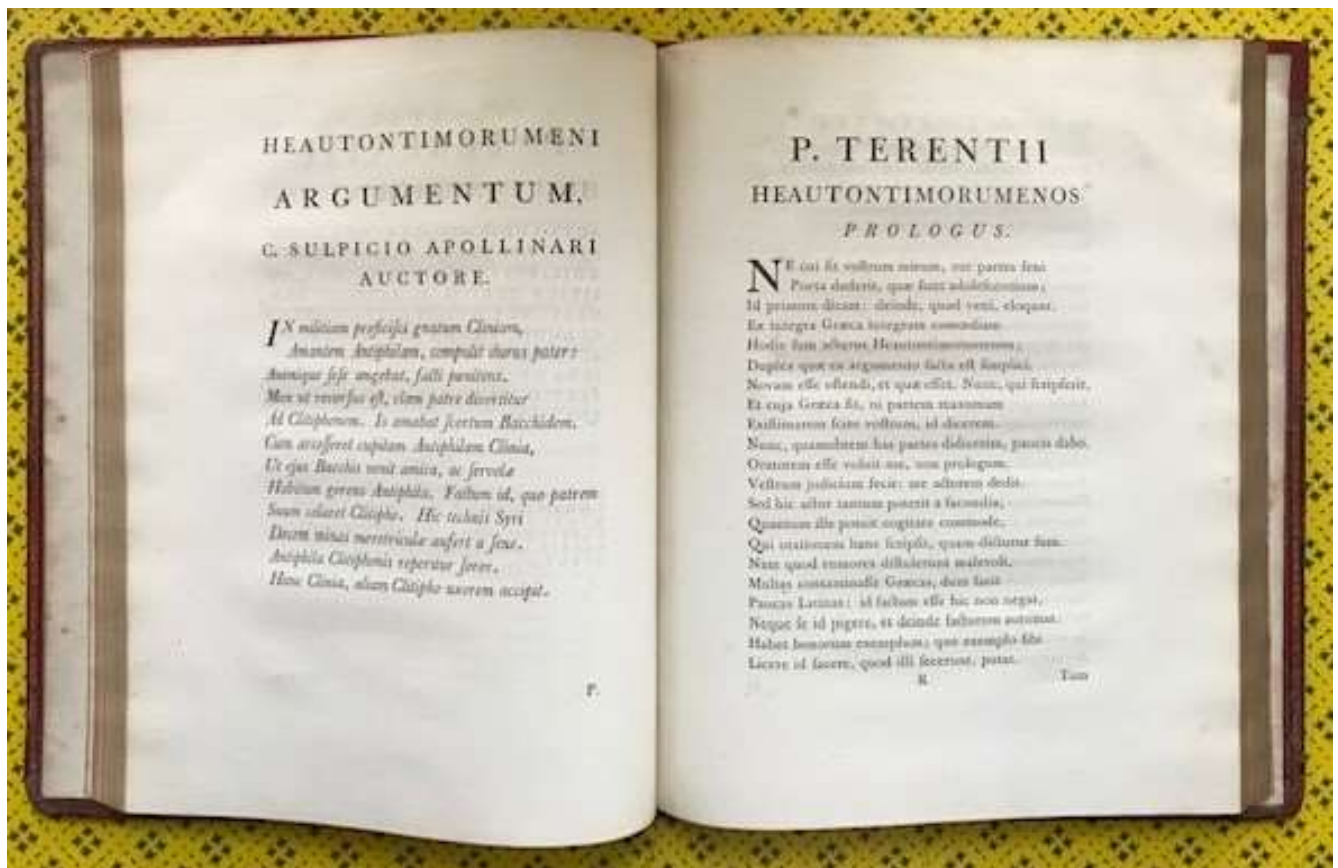 HEAUTONTIMORUMENI
ARGUMENTUM,
C. SULPICIO APOLLINARI
AUCTORE.
IN militiam proficiſci gnatum Cliniam,
Amantem Antiphilam, compulit durus pater:
Animique ſeſe angebat, facti pœnitens.
Mox ut reverſus eſt, clam patre divertitur
Ad Clitiphonem. Is amabat ſcortum Bacchidem.
Cum accerſeret cupitam Antiphilam Clinia,
Ut ejus Bacchis venit amica, ac ſervolæ
Habitum gerens Antiphila. Factum id, quo patrem
Suum celaret Clitipho. Hic technis Syri
Decem minas meretriculæ aufert a ſene.
Antiphila Clitiphonis reperitur ſoror.
Hanc Clinia, aliam Clitipho uxorem accipit.
P.
P. TERENTII
HEAUTONTIMORUMENOS
PROLOGUS.
NE cui ſit voſtrum mirum, cur partes ſeni
Poeta dederit, quæ ſunt adoleſcentium;
Id primum dicam: deinde, quod veni, eloquar.
Ex integra Græca integram comœdiam
Hodie ſum acturus Heautontimorumenon;
Duplex quæ ex argumento facta eſt ſimplici.
Novam eſſe oſtendi, et quæ eſſet. Nunc, qui ſcripſerit,
Et cuja Græca ſit, ni partem maxumam
Exiſtimarem ſcire voſtrum, id dicerem.
Nunc, quamobrem has partes didicerim, paucis dabo.
Oratorem eſſe voluit me, non prologum.
Veſtrum judicium fecit: me actorem dedit.
Sed hic actor tantum poterit a facundia,
Quantum ille potuit cogitare commode,
Qui orationem hanc ſcripſit, quam dicturus ſum.
Nam quod rumores diſtulerunt malevoli,
Multas contaminaſſe Græcas, dum facit
Paucas Latinas: id factum eſſe hic non negat,
Neque ſe id pigere, et deinde facturum autumat.
Habet bonorum exemplum; quo exemplo ſibi
Licere id facere, quod illi fecerunt, putat.
R Tam